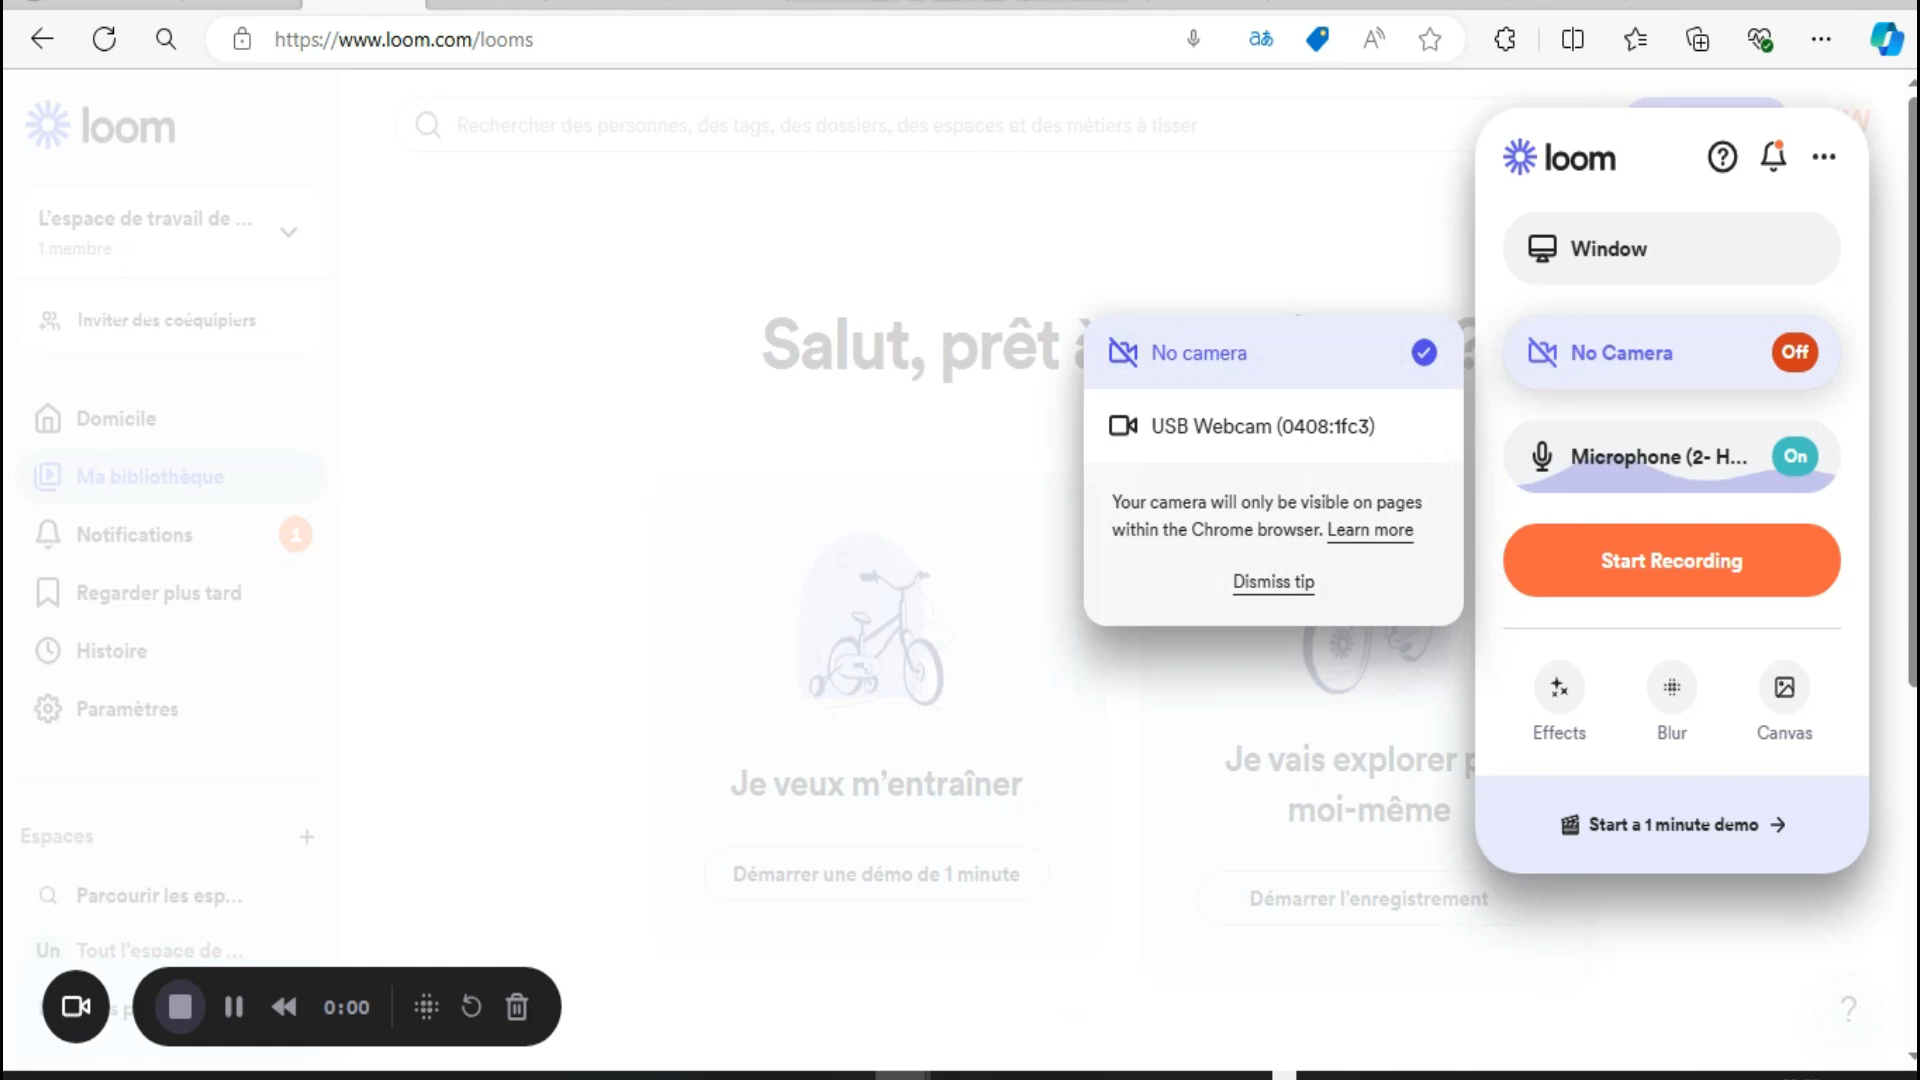 https://www.loom.com/looms
loom
Rechercher des personnes, des tags, des dossiers, des espaces et des métiers à tisser
L'espace de travail de ...
1 membre
Inviter des coéquipiers
Domicile
Ma bibliothèque
Notifications
1
Regarder plus tard
Histoire
Paramètres
Espaces
Parcourir les esp...
Un Tout l'espace de ...
0:00
Salut, prêt
Je veux m'entraîner
Démarrer une démo de 1 minute
Je vais explorer
moi-même
Démarrer l'enregistrement
No camera
USB Webcam (0408:1fc3)
Your camera will only be visible on pages
within the Chrome browser. Learn more
Dismiss tip
loom
Window
No Camera
Off
Microphone (2- H...
On
Start Recording
Effects
Blur
Canvas
Start a 1 minute demo
?